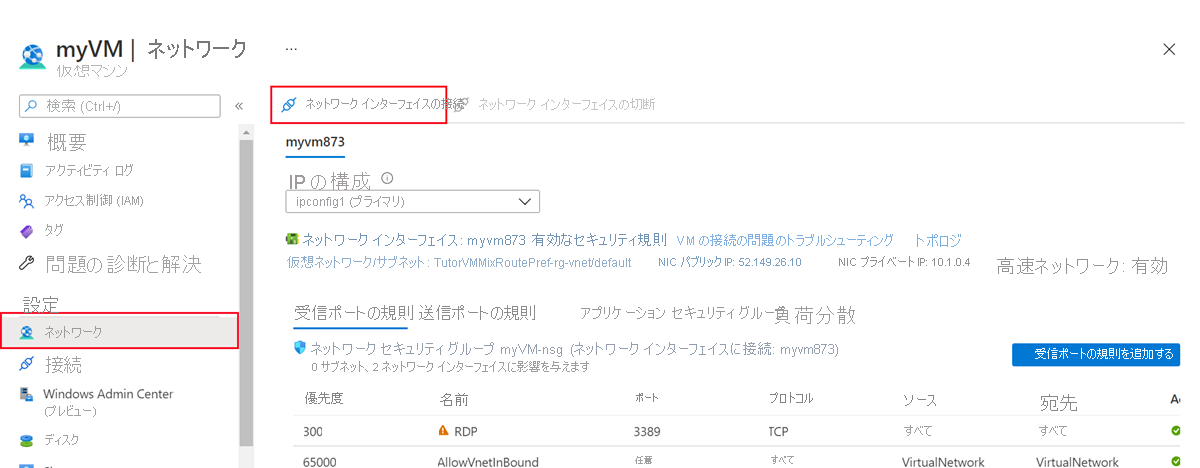 myVM | ネットワーク ...
仮想マシン
検索 (Ctrl+/)
概要
アクティビティ ログ
アクセス制御 (IAM)
タグ
問題の診断と解決
設定
ネットワーク
接続
Windows Admin Center
(プレビュー)
ディスク
ネットワーク インターフェイスの接続 ネットワーク インターフェイスの切断
myvm873
IP の構成
ipconfig1 (プライマリ)
ネットワーク インターフェイス: myvm873 有効なセキュリティ規則 VM の接続の問題のトラブルシューティング トポロジ
仮想ネットワーク/サブネット : TutorVMMixRoutePref-rg-vnet/default NIC パブリック IP: 52.149.26.10 NIC プライベート IP: 10.1.0.4 高速ネットワーク: 有効
受信ポートの規則 送信ポートの規則 アプリケーション セキュリティ グルー 負荷分散
ネットワーク セキュリティ グループ myVM-nsg (ネットワーク インターフェイスに接続: myvm873)
0 サブネット、2 ネットワーク インターフェイスに影響を与えます
受信ポートの規則を追加する
優先度 名前 ポート プロトコル ソース 宛先
300 RDP 3389 TCP すべて すべて
65000 AllowVnetInBound 任意 すべて VirtualNetwork VirtualNetwork